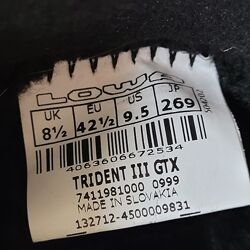 LOWA
UK EU US JP
8½ 42½ 9.5 269
4063606672534
TRIDENT III GTX
7411981000 0999
MADE IN SLOVAKIA
132712-4500009831